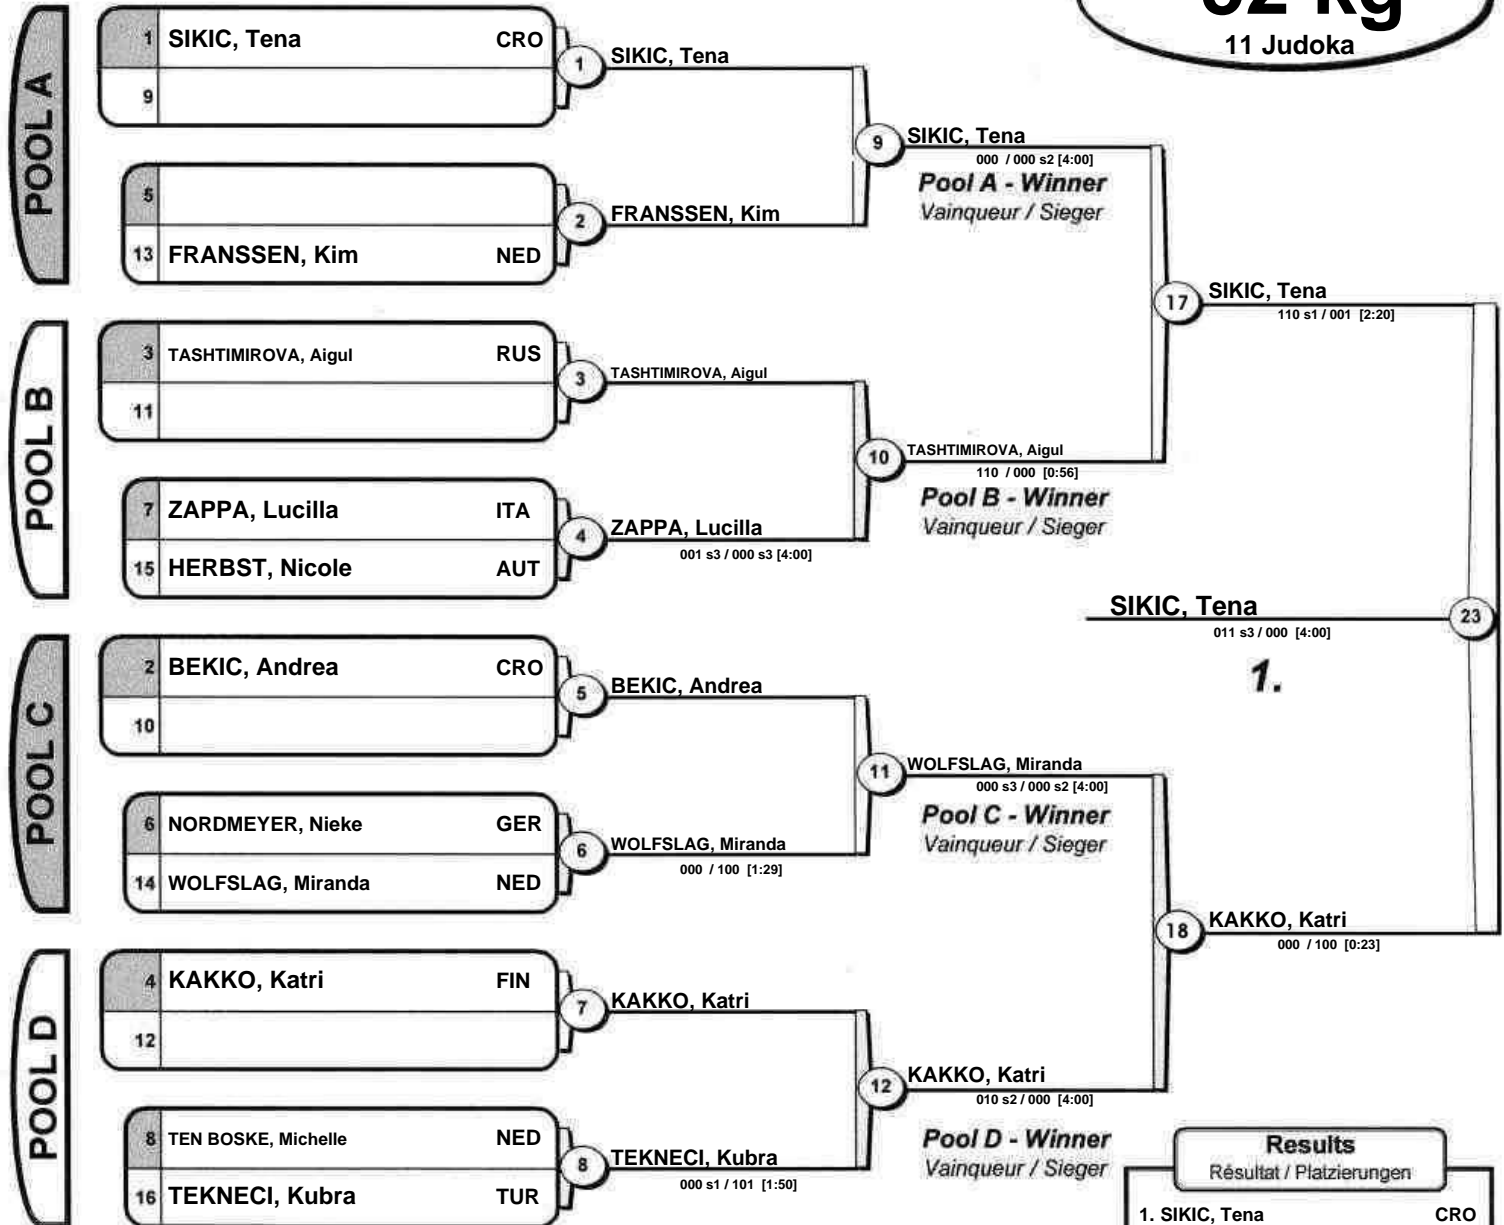 11 Judoka
POOL A
1 SIKIC, Tena CRO
9
5
13 FRANSSEN, Kim NED
1 SIKIC, Tena
2 FRANSSEN, Kim
9 SIKIC, Tena
000 / 000 s2 [4:00]
Pool A - Winner
Vainqueur / Sieger
POOL B
3 TASHTIMIROVA, Aigul RUS
11
7 ZAPPA, Lucilla ITA
15 HERBST, Nicole AUT
3 TASHTIMIROVA, Aigul
4 ZAPPA, Lucilla
001 s3 / 000 s3 [4:00]
10 TASHTIMIROVA, Aigul
110 / 000 [0:56]
Pool B - Winner
Vainqueur / Sieger
17 SIKIC, Tena
110 s1 / 001 [2:20]
POOL C
2 BEKIC, Andrea CRO
10
6 NORDMEYER, Nieke GER
14 WOLFSLAG, Miranda NED
5 BEKIC, Andrea
6 WOLFSLAG, Miranda
000 / 100 [1:29]
11 WOLFSLAG, Miranda
000 s3 / 000 s2 [4:00]
Pool C - Winner
Vainqueur / Sieger
POOL D
4 KAKKO, Katri FIN
12
8 TEN BOSKE, Michelle NED
16 TEKNECI, Kubra TUR
7 KAKKO, Katri
8 TEKNECI, Kubra
000 s1 / 101 [1:50]
12 KAKKO, Katri
010 s2 / 000 [4:00]
Pool D - Winner
Vainqueur / Sieger
18 KAKKO, Katri
000 / 100 [0:23]
SIKIC, Tena 23
011 s3 / 000 [4:00]
1.
Results
Résultat / Platzierungen
1. SIKIC, Tena CRO